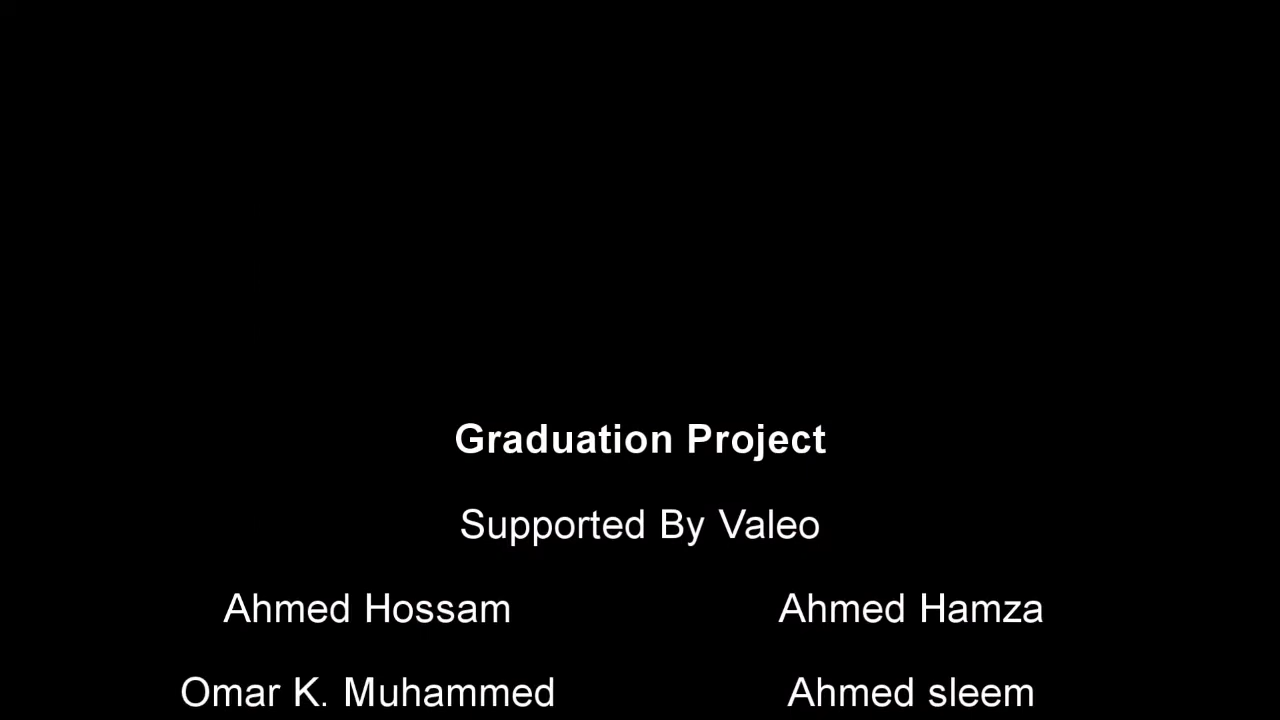 Graduation Project
Supported By Valeo
Ahmed Hossam Ahmed Hamza
Omar K. Muhammed Ahmed sleem